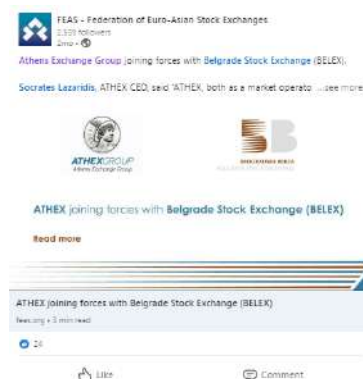 FEAS - Federation of Euro-Asian Stock Exchanges
2,535 followers
2mo •
Athens Exchange Group joining forces with Belgrade Stock Exchange (BELEX).
Socrates Lazaridis, ATHEX CEO, said "ATHEX, both as a market operato ...see more
ATHEXGROUP
Athens Exchange Group
ATHEX joining forces with Belgrade Stock Exchange (BELEX)
Read more
ATHEX joining forces with Belgrade Stock Exchange (BELEX)
feas.org • 2 min read
24
Like
Comment